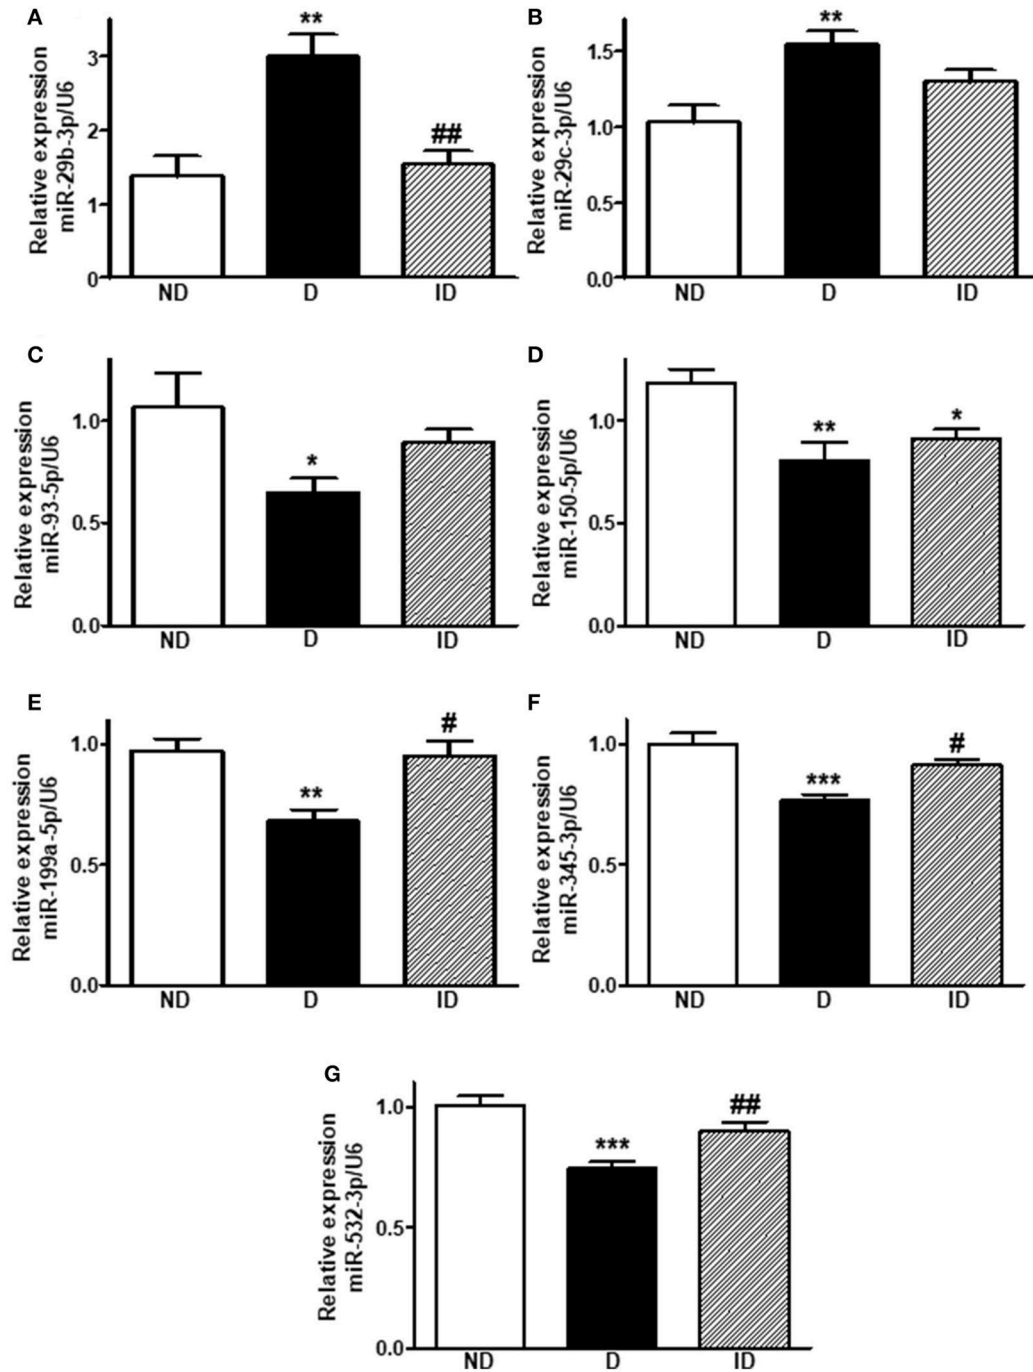 A
Relative expression
miR-29b-3p/U6
3
2
1
0
**
##
ND D ID
B
Relative expression
miR-29c-3p/U6
1.5
1.0
0.5
0.0
**
ND D ID
C
Relative expression
miR-93-5p/U6
1.0
0.5
0.0
*
ND D ID
D
Relative expression
miR-150-5p/U6
1.0
0.5
0.0
**
*
ND D ID
E
Relative expression
miR-199a-5p/U6
1.0
0.5
0.0
**
#
ND D ID
F
Relative expression
miR-345-3p/U6
1.0
0.5
0.0
***
#
ND D ID
G
Relative expression
miR-532-3p/U6
1.0
0.5
0.0
***
##
ND D ID